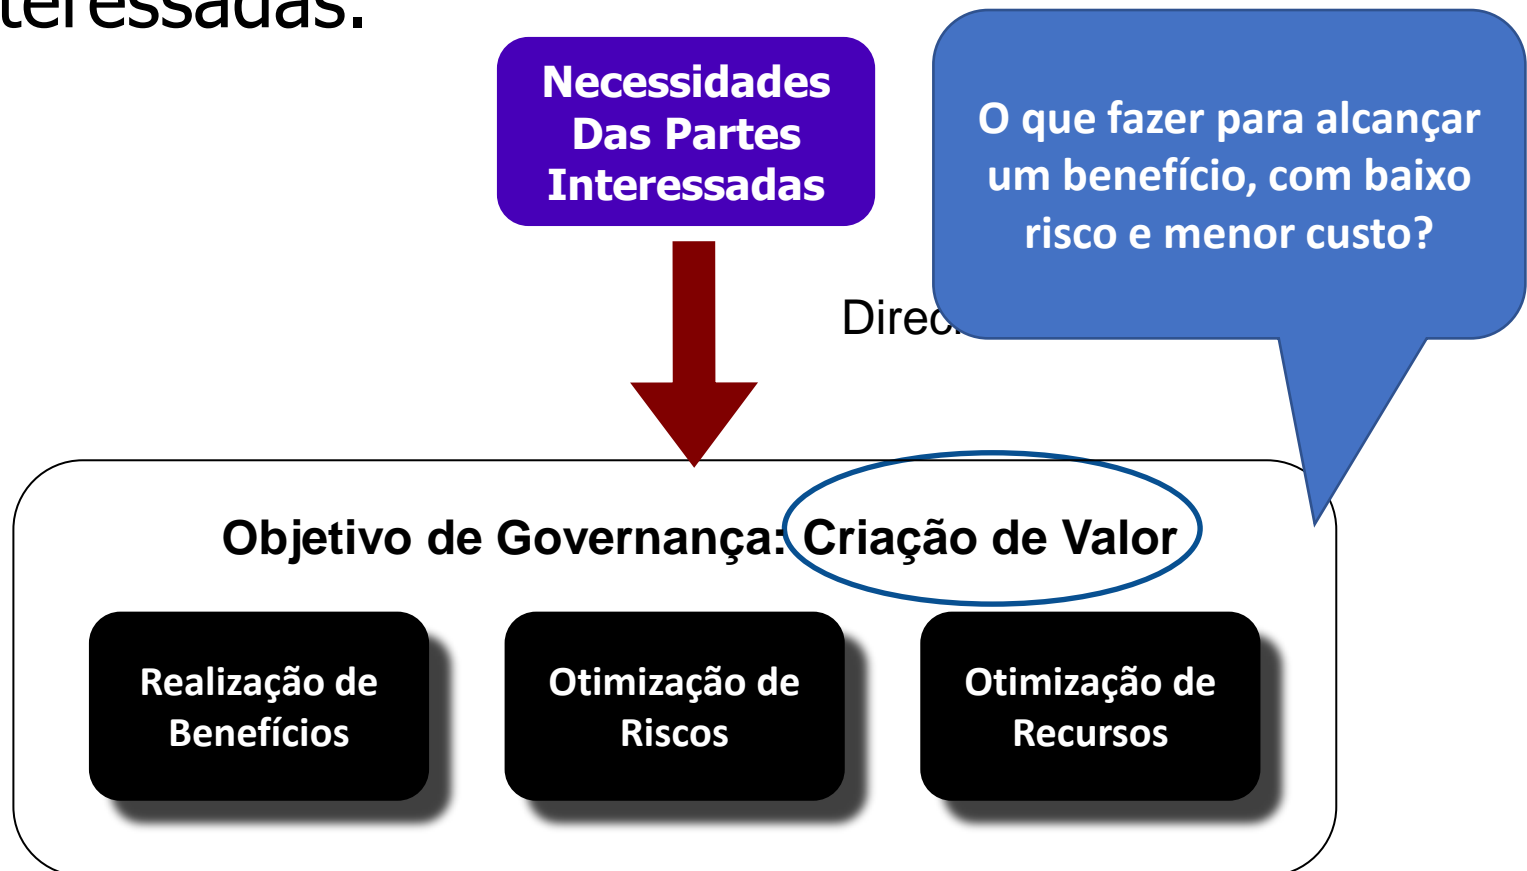 Necessidades
Das Partes
Interessadas
O que fazer para alcançar
um benefício, com baixo
risco e menor custo?
Objetivo de Governança: Criação de Valor
Realização de
Benefícios
Otimização de
Riscos
Otimização de
Recursos